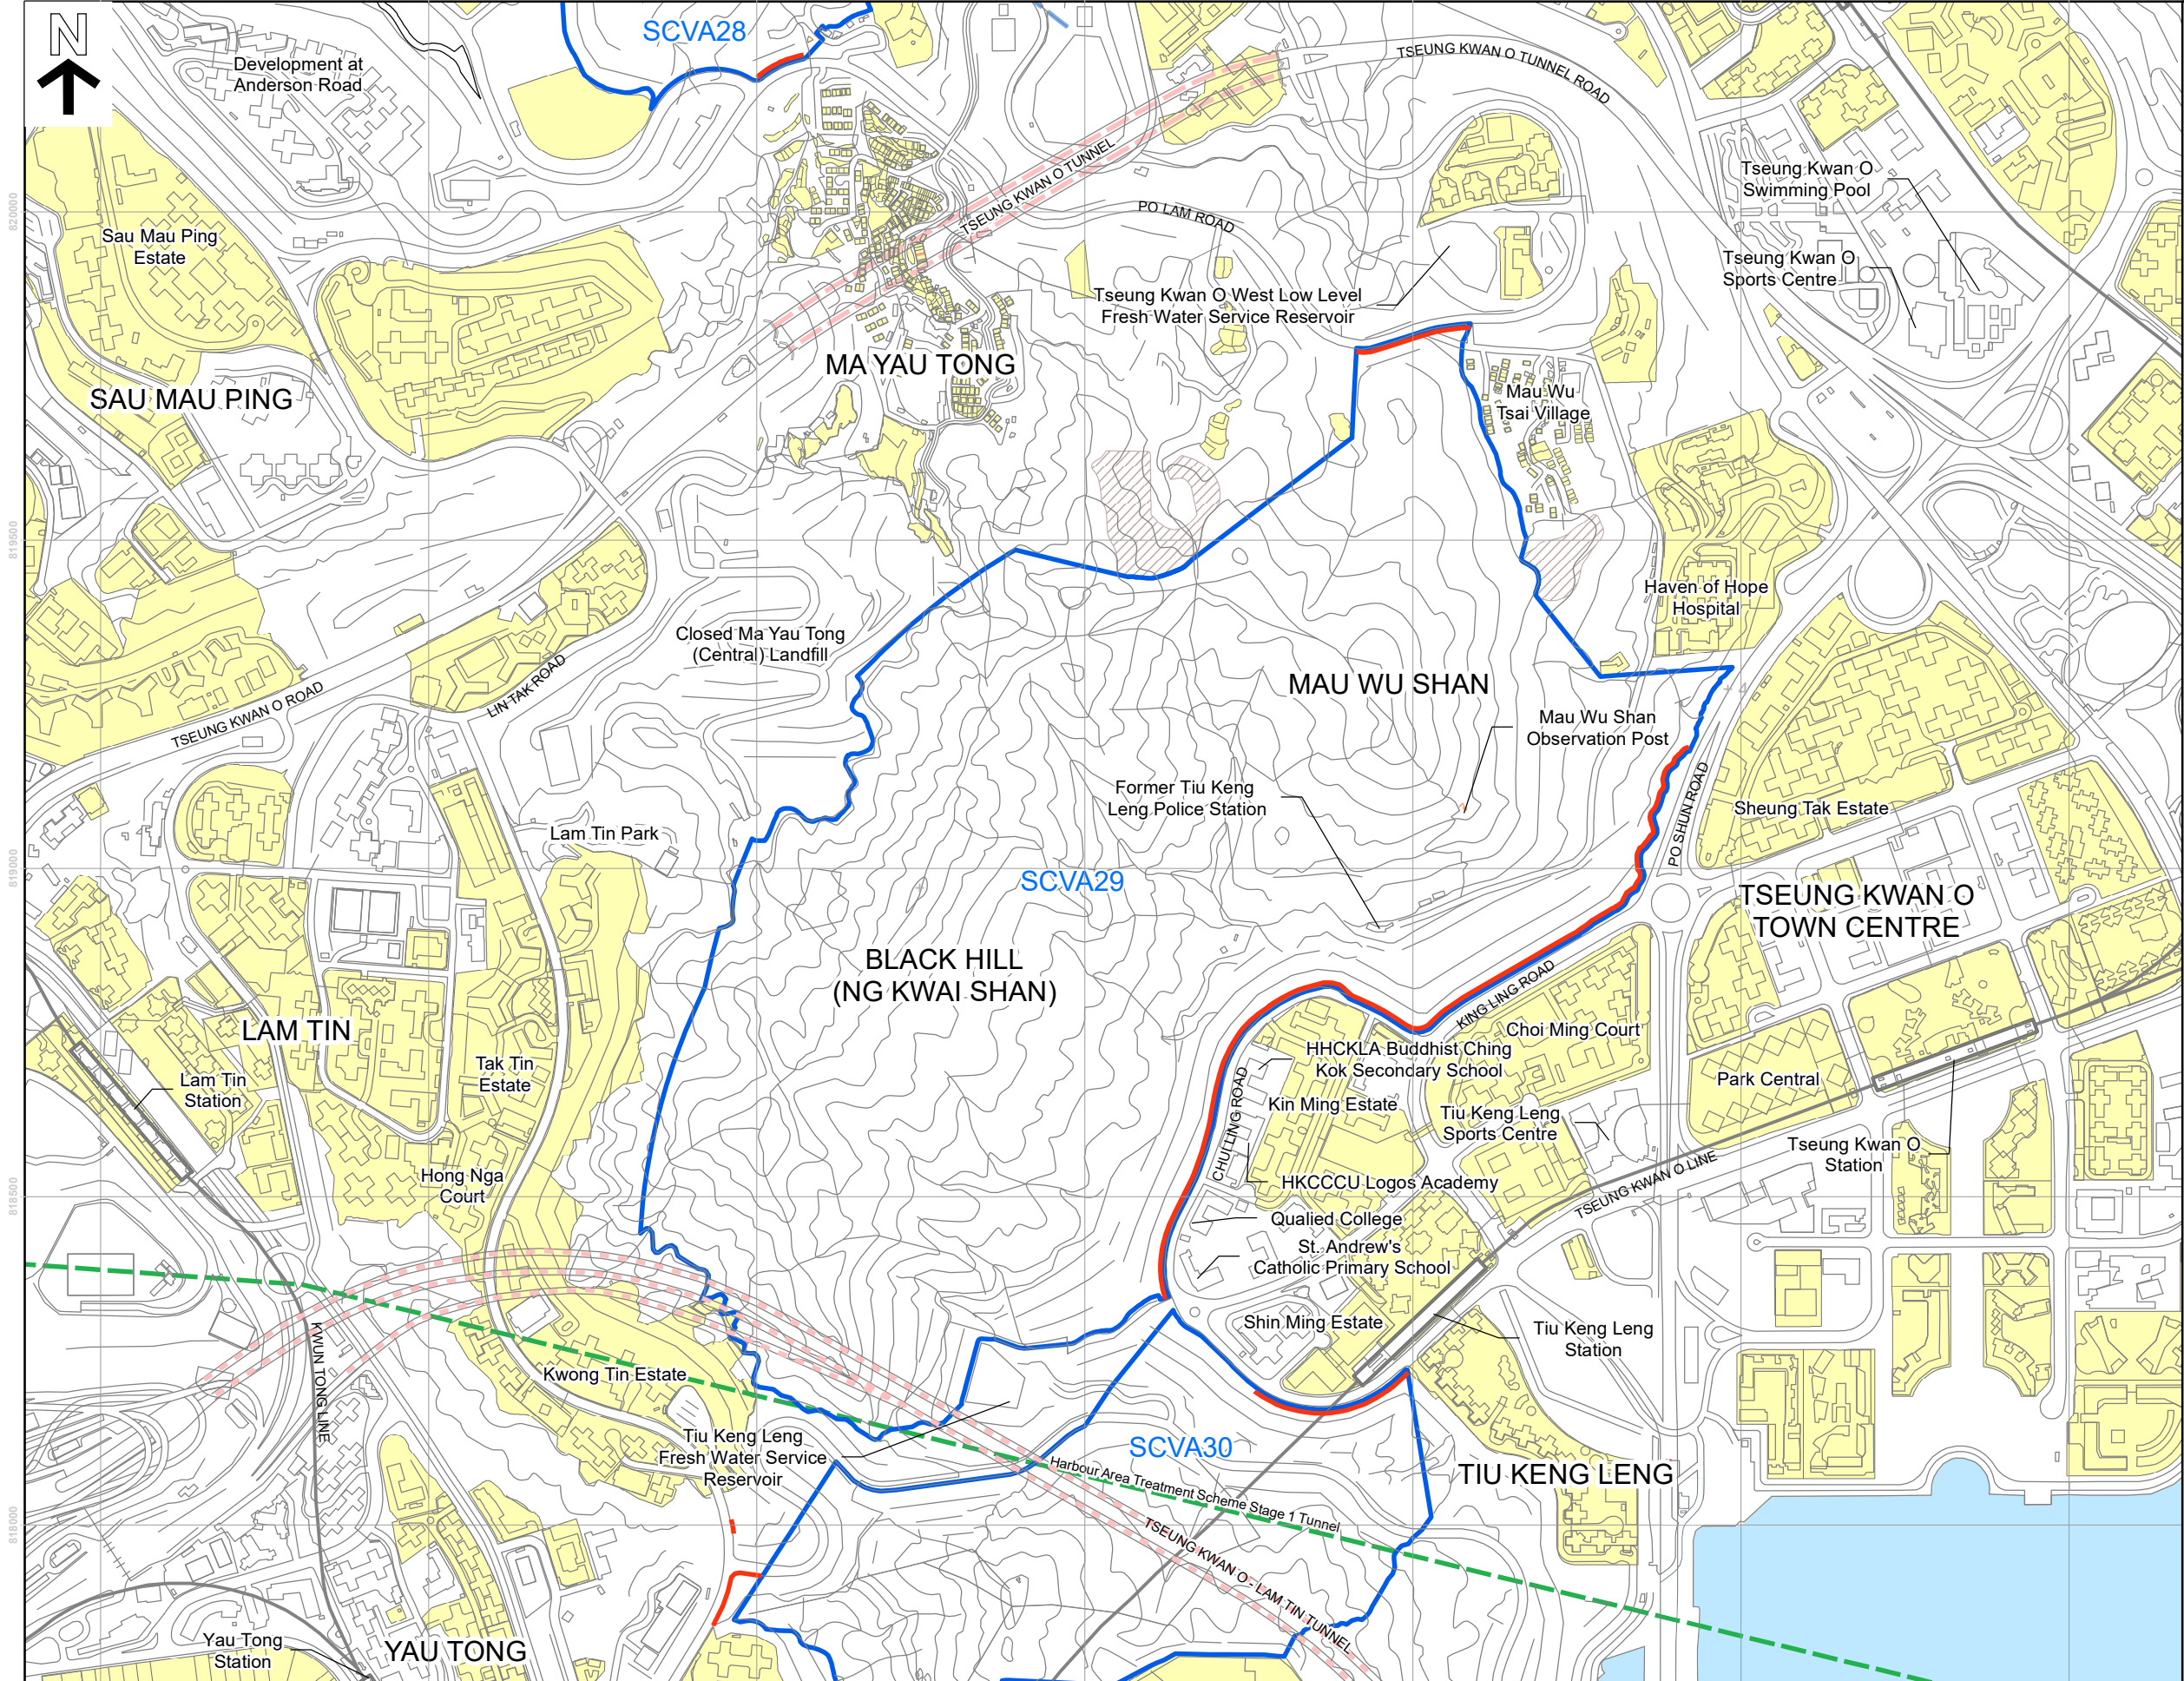 N
SCVA28
Development at
Anderson Road
TSEUNG KWAN O TUNNEL ROAD
TSEUNG KWAN O TUNNEL
PO LAM ROAD
Tseung Kwan O
Swimming Pool
820000
Sau Mau Ping
Estate
Tseung Kwan O
Sports Centre
Tseung Kwan O West Low Level
Fresh Water Service Reservoir
MA YAU TONG
SAU MAU PING
Mau Wu
Tsai Village
819500
Haven of Hope
Hospital
Closed Ma Yau Tong
(Central) Landfill
LIN TAK ROAD
TSEUNG KWAN O ROAD
MAU WU SHAN
Mau Wu Shan
Observation Post
Former Tiu Keng
Leng Police Station
PO SHUN ROAD
Sheung Tak Estate
Lam Tin Park
819000
SCVA29
TSEUNG KWAN O
TOWN CENTRE
BLACK HILL
(NG KWAI SHAN)
KING LING ROAD
LAM TIN
Choi Ming Court
HHCKLA Buddhist Ching
Kok Secondary School
Tak Tin
Estate
Lam Tin
Station
Park Central
CHUI LING ROAD
Kin Ming Estate
Tiu Keng Leng
Sports Centre
Tseung Kwan O
Station
TSEUNG KWAN O LINE
Hong Nga
Court
HKCCCU Logos Academy
818500
Qualied College
St. Andrew's
Catholic Primary School
Shin Ming Estate
Tiu Keng Leng
Station
KWUN TONG LINE
Kwong Tin Estate
Tiu Keng Leng
Fresh Water Service
Reservoir
SCVA30
TIU KENG LENG
Harbour Area Treatment Scheme Stage 1 Tunnel
818000
TSEUNG KWAN O - LAM TIN TUNNEL
Yau Tong
Station
YAU TONG